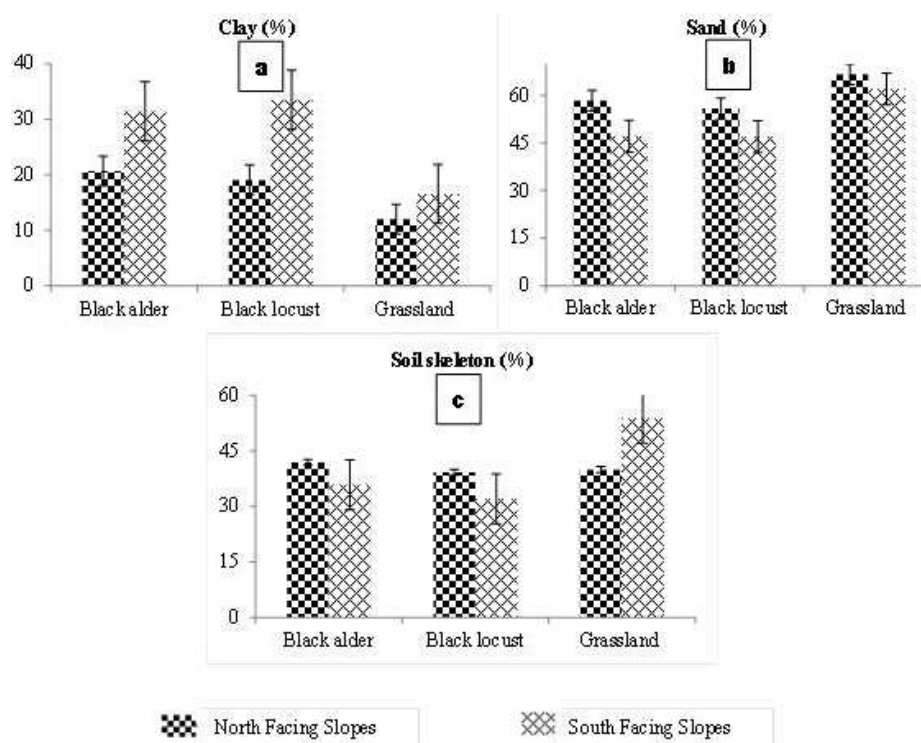 Clay (%)
a
40
30
20
10
0
Black alder
Black locust
Grassland
Sand (%)
b
60
45
30
15
0
Black alder
Black locust
Grassland
Soil skeleton (%)
c
60
45
30
15
0
Black alder
Black locust
Grassland
North Facing Slopes
South Facing Slopes